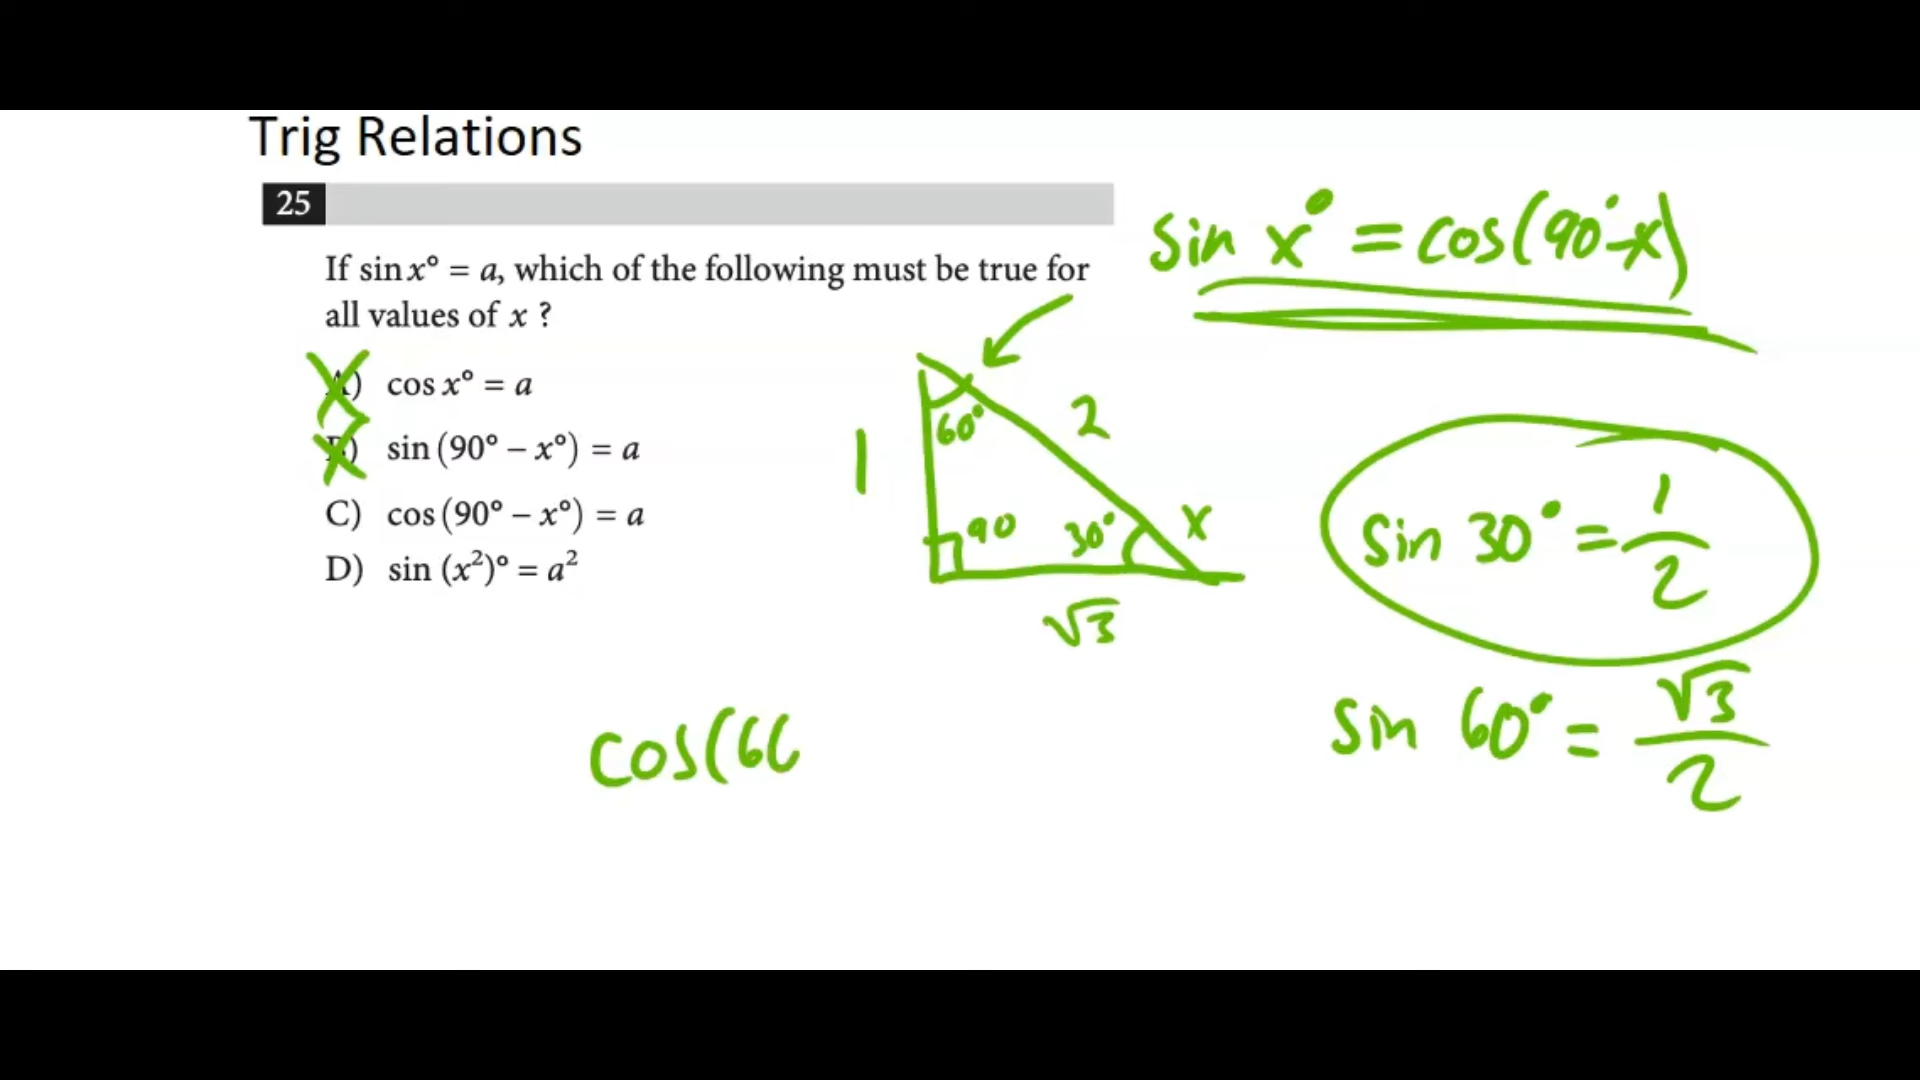 Trig Relations
25
If sin x° = a, which of the following must be true for
all values of x ?
A) cos x° = a
B) sin (90° − x°) = a
C) cos (90° − x°) = a
D) sin (x²)° = a²
sin x° = cos(90°-x)
60°
2
1
90
30°
x
√3
sin 30° = 1/2
sin 60° = √3/2
cos(60